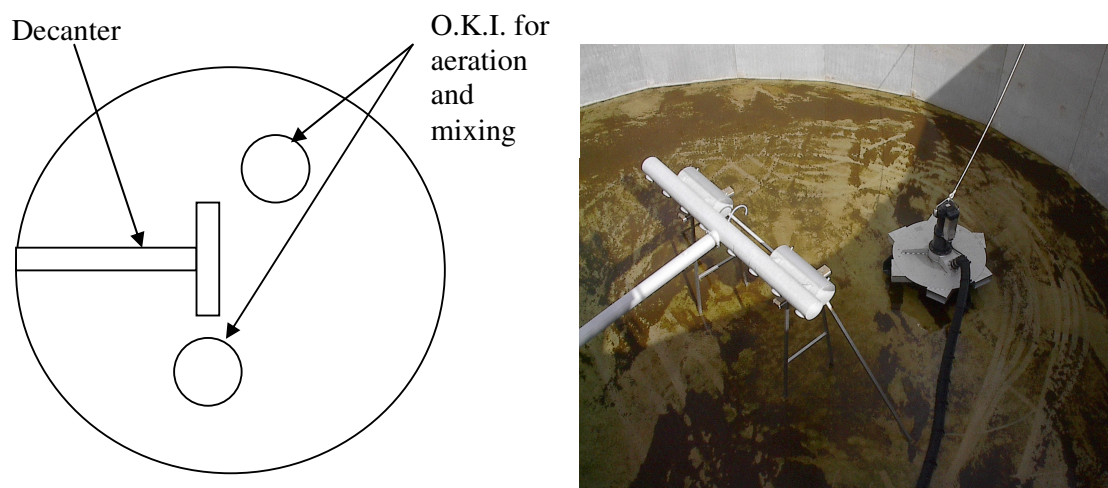 Decanter
O.K.I. for
aeration
and
mixing